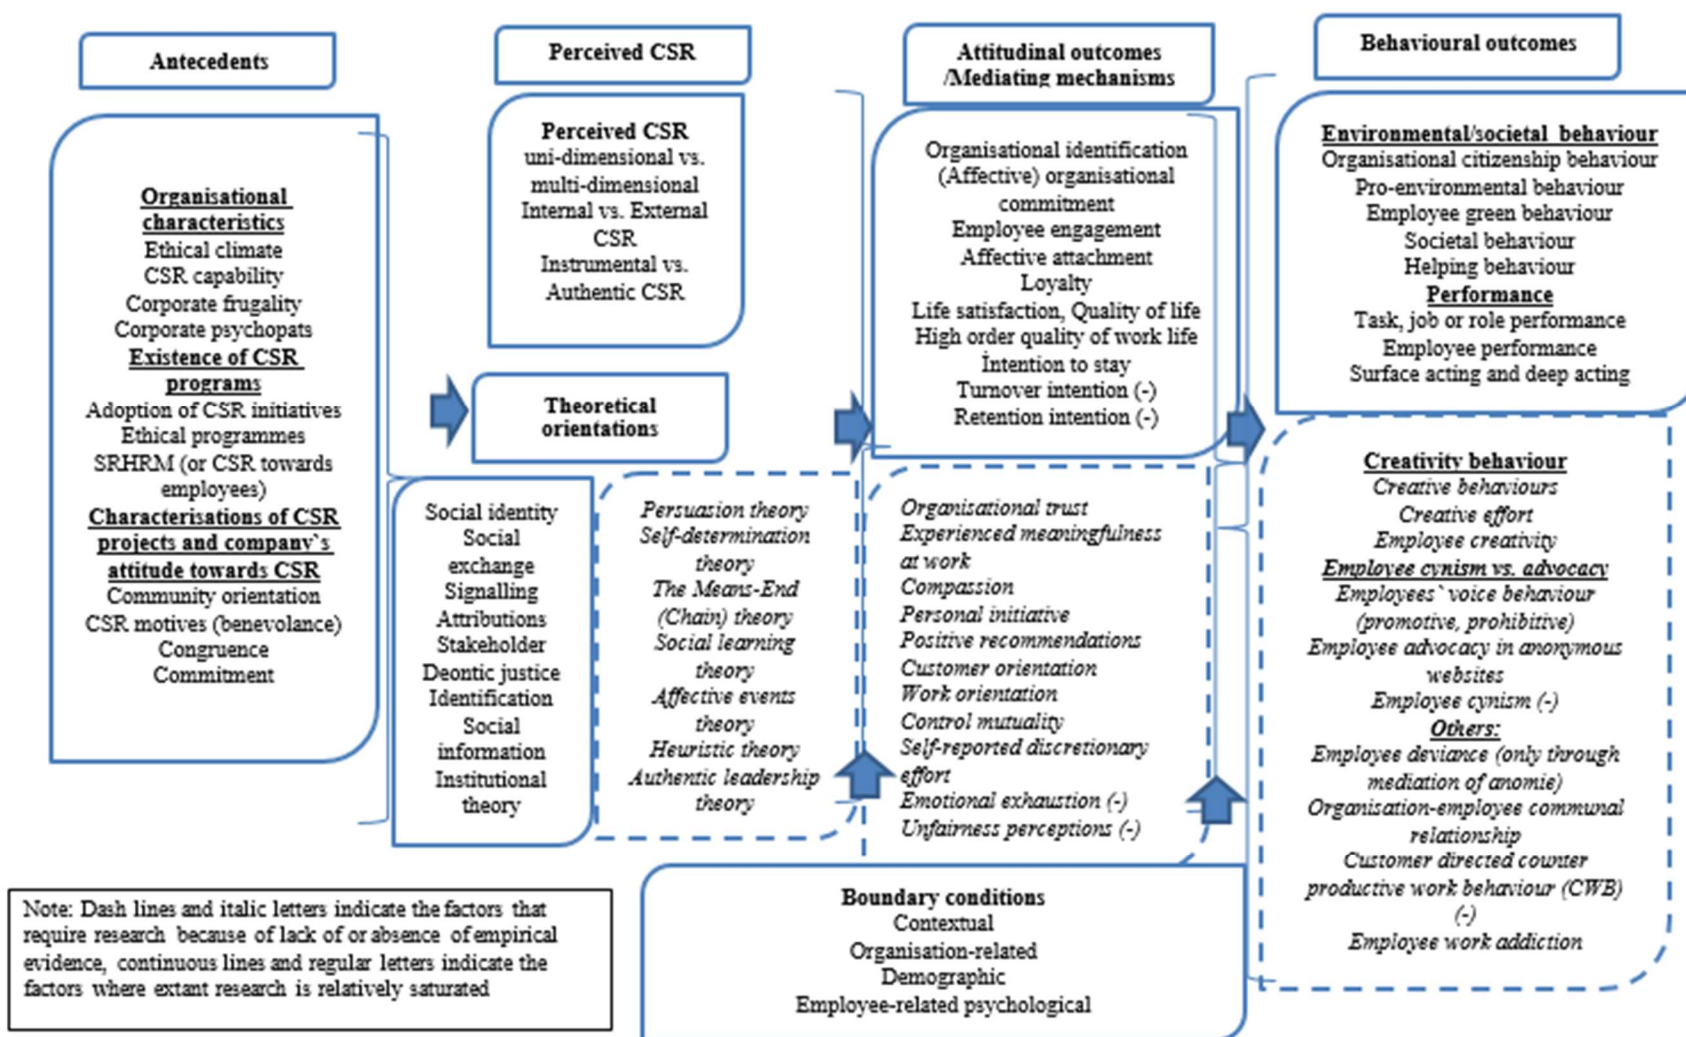 Antecedents
Organisational
characteristics
Ethical climate
CSR capability
Corporate frugality
Corporate psychopats
Existence of CSR
programs
Adoption of CSR initiatives
Ethical programmes
SRHRM (or CSR towards
employees)
Characterisations of CSR
projects and company`s
attitude towards CSR
Community orientation
CSR motives (benevolance)
Congruence
Commitment
Perceived CSR
Perceived CSR
uni-dimensional vs.
multi-dimensional
Internal vs. External
CSR
Instrumental vs.
Authentic CSR
Theoretical
orientations
Social identity
Social
exchange
Signalling
Attributions
Stakeholder
Deontic justice
Identification
Social
information
Institutional
theory
Persuasion theory
Self-determination
theory
The Means-End
(Chain) theory
Social learning
theory
Affective events
theory
Heuristic theory
Authentic leadership
theory
Attitudinal outcomes
/Mediating mechanisms
Organisational identification
(Affective) organisational
commitment
Employee engagement
Affective attachment
Loyalty
Life satisfaction, Quality of life
High order quality of work life
İntention to stay
Turnover intention (-)
Retention intention (-)
Organisational trust
Experienced meaningfulness
at work
Compassion
Personal initiative
Positive recommendations
Customer orientation
Work orientation
Control mutuality
Self-reported discretionary
effort
Emotional exhaustion (-)
Unfairness perceptions (-)
Behavioural outcomes
Environmental/societal behaviour
Organisational citizenship behaviour
Pro-environmental behaviour
Employee green behaviour
Societal behaviour
Helping behaviour
Performance
Task, job or role performance
Employee performance
Surface acting and deep acting
Creativity behaviour
Creative behaviours
Creative effort
Employee creativity
Employee cynism vs. advocacy
Employees` voice behaviour
(promotive, prohibitive)
Employee advocacy in anonymous
websites
Employee cynism (-)
Others:
Employee deviance (only through
mediation of anomie)
Organisation-employee communal
relationship
Customer directed counter
productive work behaviour (CWB)
(-)
Employee work addiction
Boundary conditions
Contextual
Organisation-related
Demographic
Employee-related psychological
Note: Dash lines and italic letters indicate the factors that
require research because of lack of or absence of empirical
evidence, continuous lines and regular letters indicate the
factors where extant research is relatively saturated